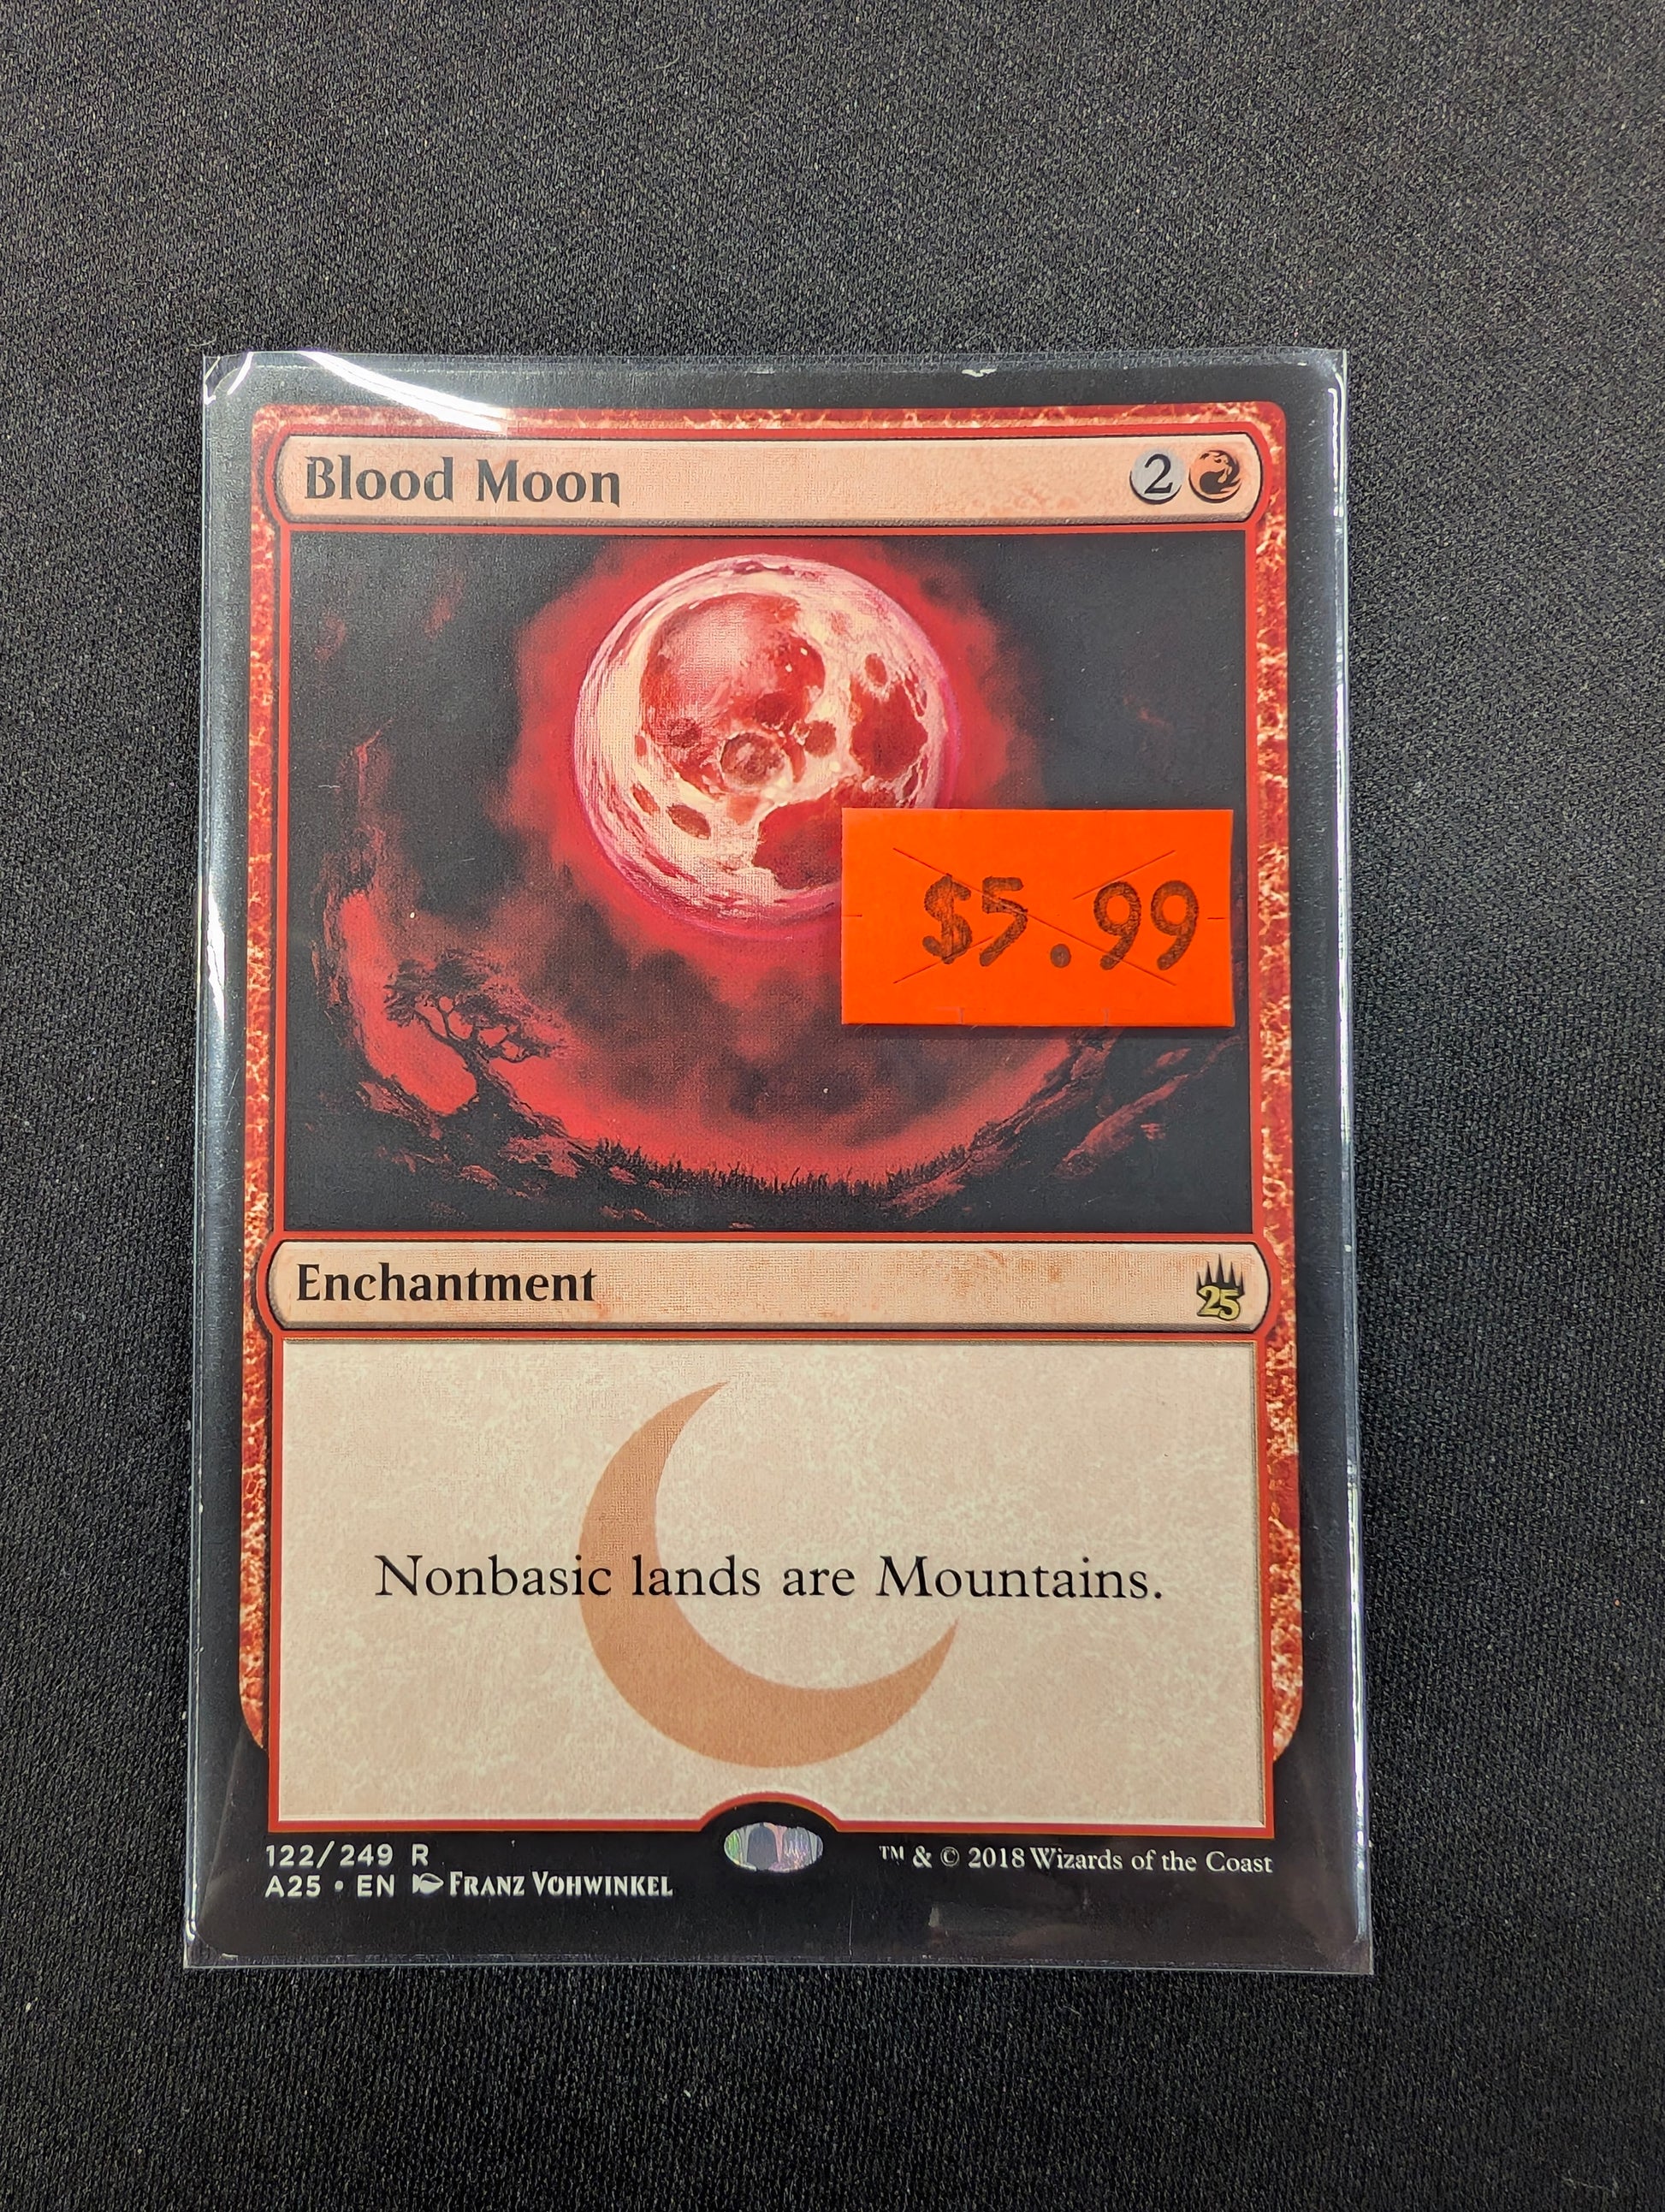 Blood Moon 2
$5.99
Enchantment
25
Nonbasic lands are Mountains.
122/249 R ™ & © 2018 Wizards of the Coast
A25 • EN Franz Vohwinkel